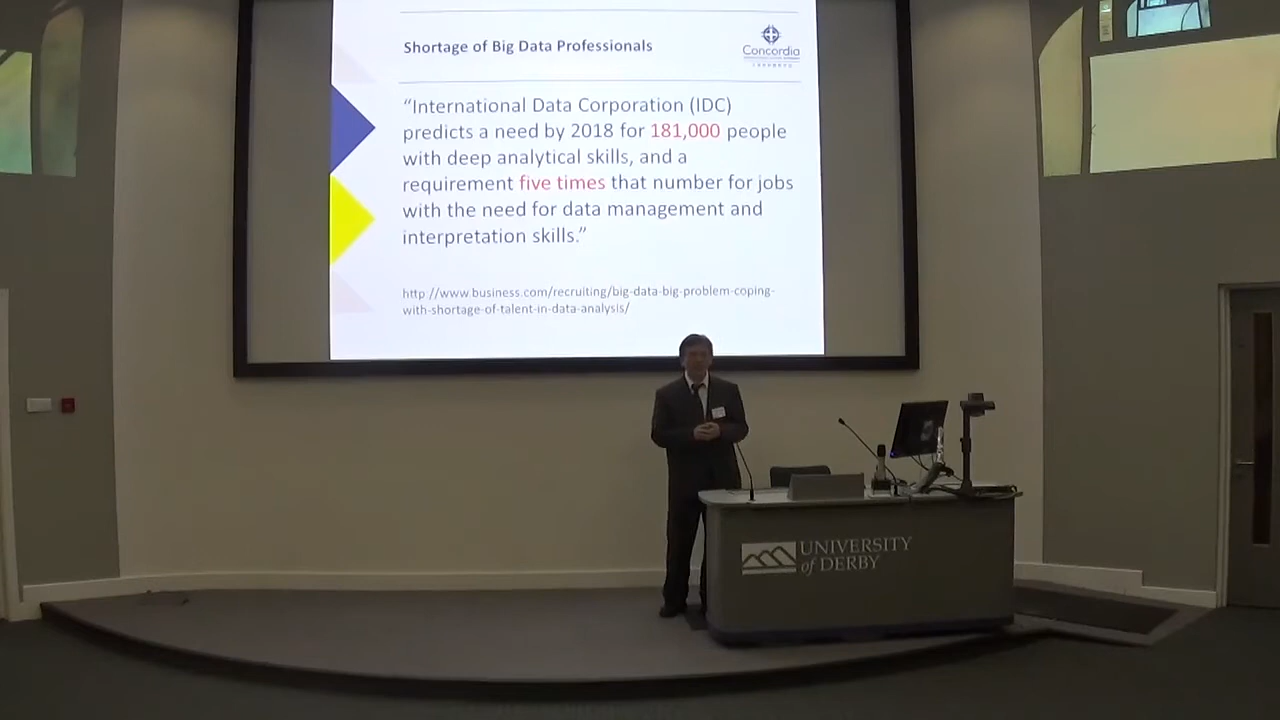 Shortage of Big Data Professionals
Concordia
“International Data Corporation (IDC)
predicts a need by 2018 for 181,000 people
with deep analytical skills, and a
requirement five times that number for jobs
with the need for data management and
interpretation skills.”
http://www.business.com/recruiting/big-data-big-problem-coping-
with-shortage-of-talent-in-data-analysis/
UNIVERSITY
of DERBY